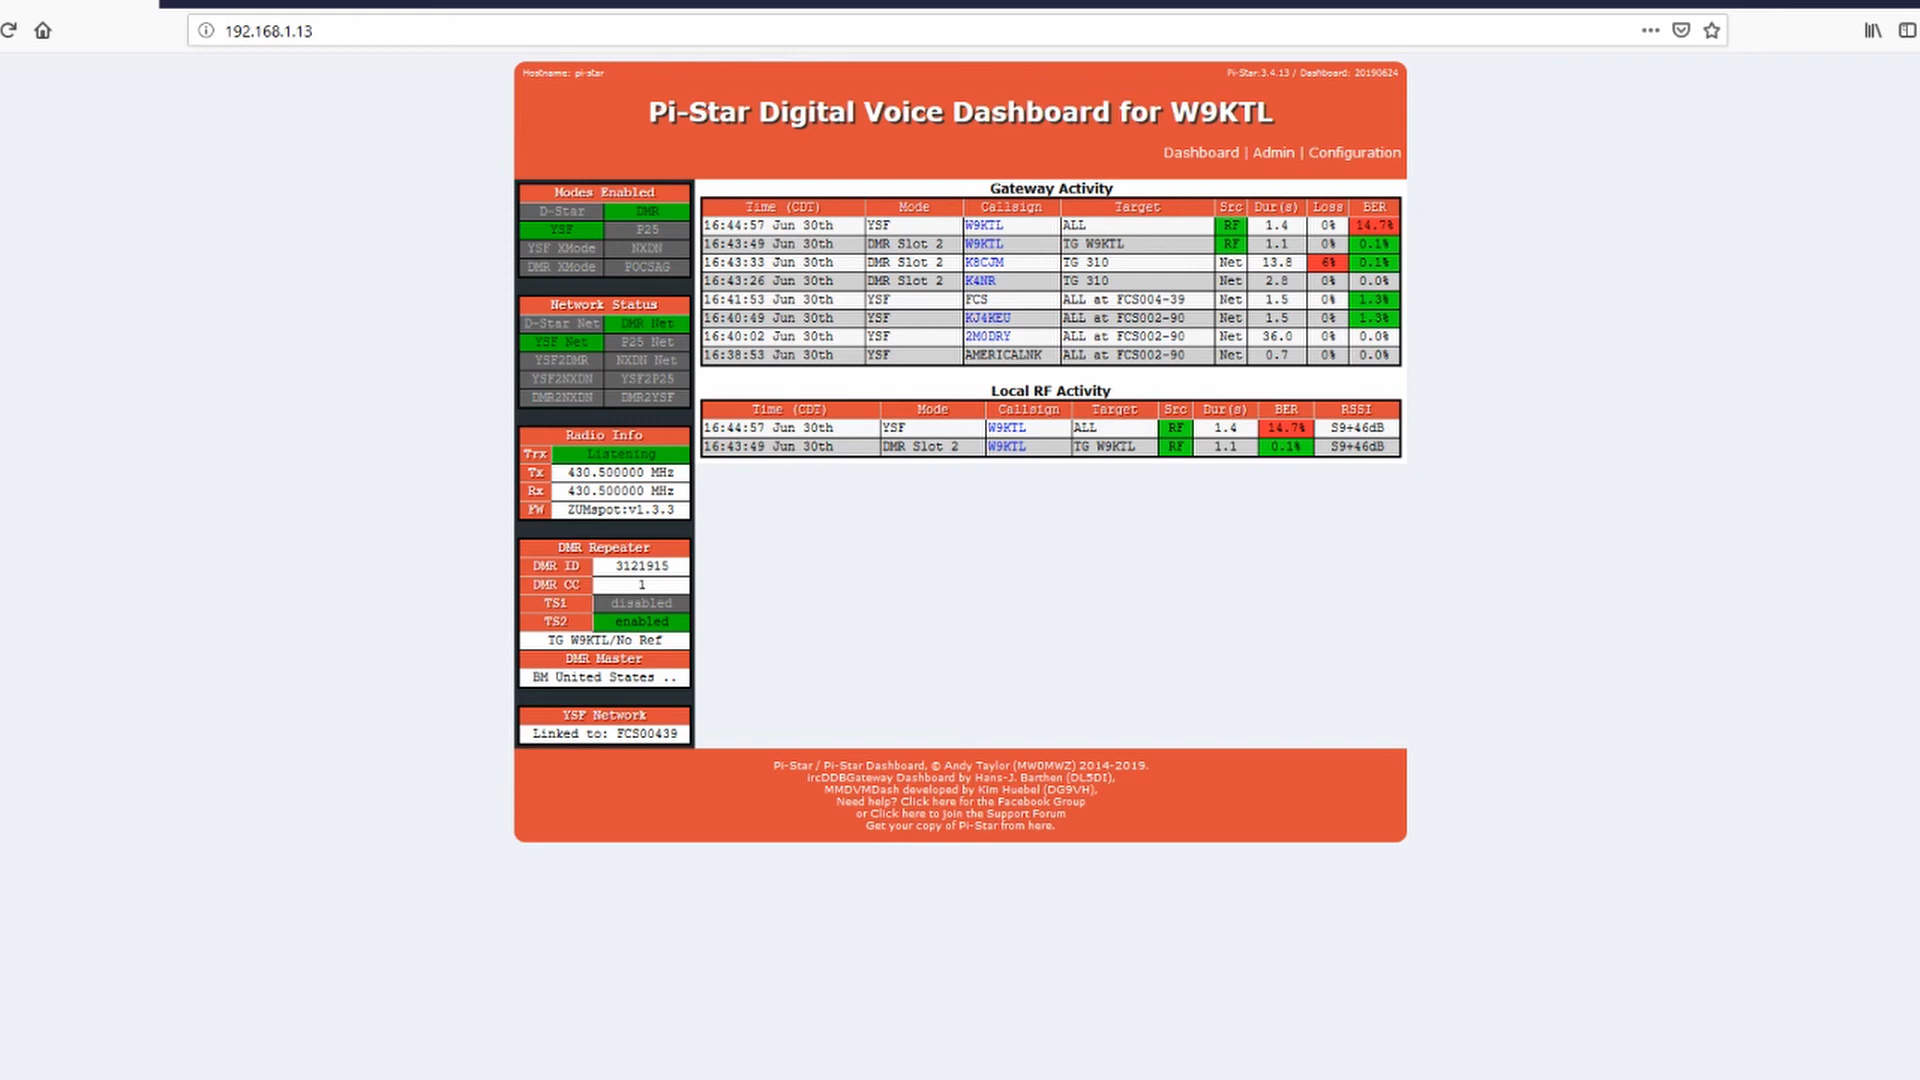 192.168.1.13
Hostname: pi-star
Pi-Star:3.4.13 / Dashboard: 20190624
Pi-Star Digital Voice Dashboard for W9KTL
Dashboard | Admin | Configuration
Modes Enabled
D-Star DMR
YSF P25
YSF XMode NXDN
DMR XMode POCSAG
Network Status
D-Star Net DMR Net
YSF Net P25 Net
YSF2DMR NXDN Net
YSF2NXDN YSF2P25
DMR2NXDN DMR2YSF
Radio Info
Trx Listening
Tx 430.500000 MHz
Rx 430.500000 MHz
FW ZUMspot:v1.3.3
DMR Repeater
DMR ID 3121915
DMR CC 1
TS1 disabled
TS2 enabled
TG W9KTL/No Ref
DMR Master
BM United States ..
YSF Network
Linked to: FCS00439
Gateway Activity
Time (CDT) Mode Callsign Target Src Dur(s) Loss BER
16:44:57 Jun 30th YSF W9KTL ALL RF 1.4 0% 14.7%
16:43:49 Jun 30th DMR Slot 2 W9KTL TG W9KTL RF 1.1 0% 0.1%
16:43:33 Jun 30th DMR Slot 2 K8CJM TG 310 Net 13.8 6% 0.1%
16:43:26 Jun 30th DMR Slot 2 K4NR TG 310 Net 2.8 0% 0.0%
16:41:53 Jun 30th YSF FCS ALL at FCS004-39 Net 1.5 0% 1.3%
16:40:49 Jun 30th YSF KJ4KEU ALL at FCS002-90 Net 1.5 0% 1.3%
16:40:02 Jun 30th YSF 2M0DRY ALL at FCS002-90 Net 36.0 0% 0.0%
16:38:53 Jun 30th YSF AMERICALNK ALL at FCS002-90 Net 0.7 0% 0.0%
Local RF Activity
Time (CDT) Mode Callsign Target Src Dur(s) BER RSSI
16:44:57 Jun 30th YSF W9KTL ALL RF 1.4 14.7% S9+46dB
16:43:49 Jun 30th DMR Slot 2 W9KTL TG W9KTL RF 1.1 0.1% S9+46dB
Pi-Star / Pi-Star Dashboard, © Andy Taylor (MW0MWZ) 2014-2019.
ircDDBGateway Dashboard by Hans-J. Barthen (DL5DI),
MMDVMDash developed by Kim Huebel (DG9VH),
Need help? Click here for the Facebook Group
or Click here to join the Support Forum
Get your copy of Pi-Star from here.